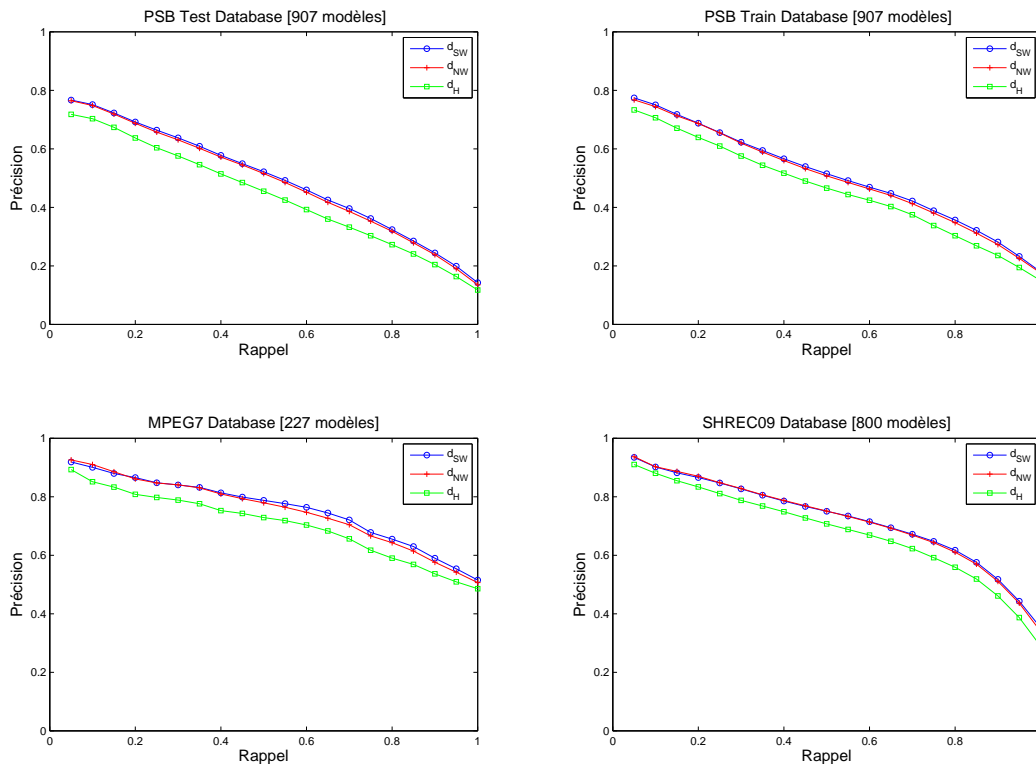 PSB Test Database [907 modèles]
1
0.8
0.6
0.4
0.2
0
0
0.2
0.4
0.6
0.8
1
Précision
Rappel
d_SW
d_NW
d_H
PSB Train Database [907 modèles]
1
0.8
0.6
0.4
0.2
0
0
0.2
0.4
0.6
0.8
Précision
Rappel
d_SW
d_NW
d_H
MPEG7 Database [227 modèles]
1
0.8
0.6
0.4
0.2
0
0
0.2
0.4
0.6
0.8
1
Précision
Rappel
d_SW
d_NW
d_H
SHREC09 Database [800 modèles]
1
0.8
0.6
0.4
0.2
0
0
0.2
0.4
0.6
0.8
Précision
Rappel
d_SW
d_NW
d_H